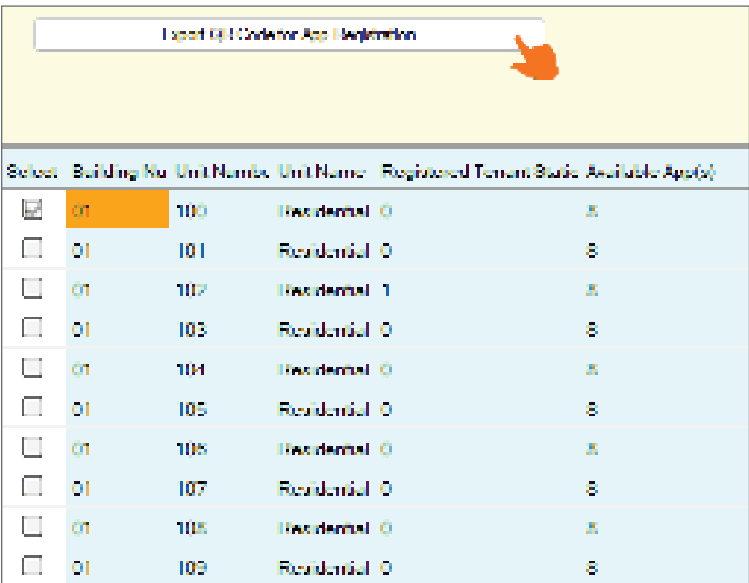 Export QR Code for App Registration
Select Building Nu Unit Numbe Unit Name Registered Tenant Static Available App(s)
01 100 Residential 0 8
01 101 Residential 0 8
01 102 Residential 1 8
01 103 Residential 0 8
01 104 Residential 0 8
01 105 Residential 0 8
01 106 Residential 0 8
01 107 Residential 0 8
01 108 Residential 0 8
01 109 Residential 0 8